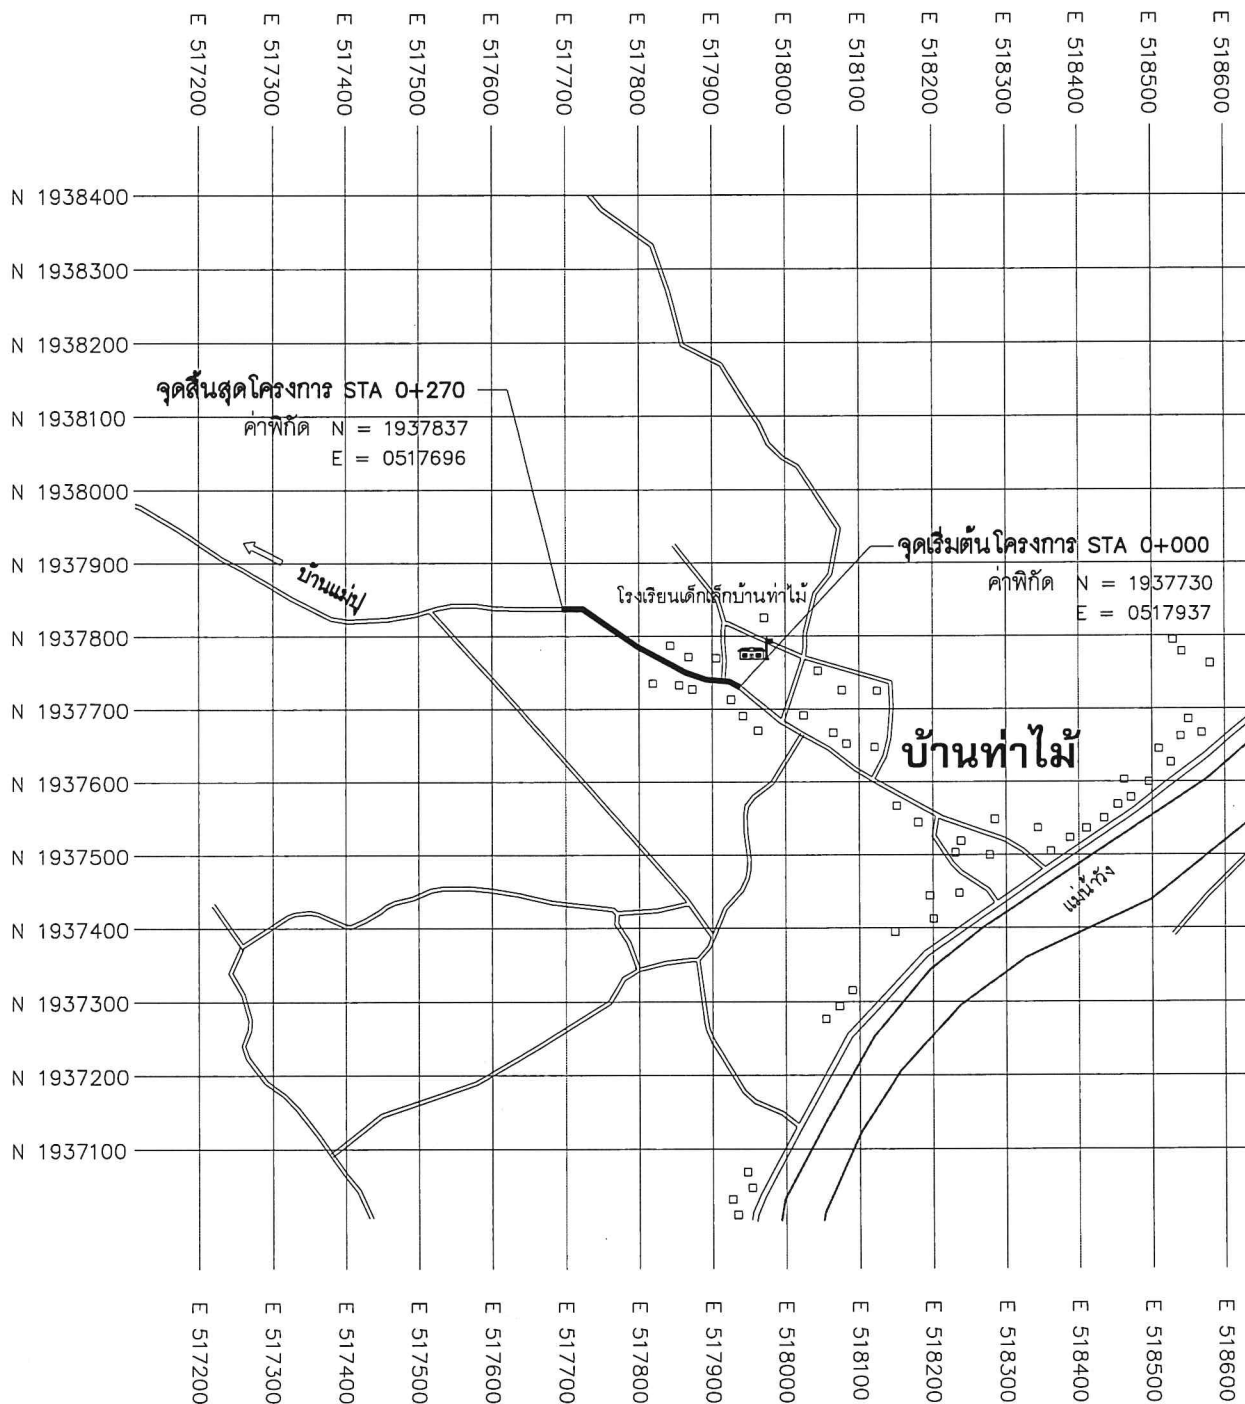 E 517200
E 517300
E 517400
E 517500
E 517600
E 517700
E 517800
E 517900
E 518000
E 518100
E 518200
E 518300
E 518400
E 518500
E 518600
N 1938400
N 1938300
N 1938200
จุดสิ้นสุดโครงการ STA 0+270
N 1938100
ค่าพิกัด N = 1937837
E = 0517696
N 1938000
จุดเริ่มต้นโครงการ STA 0+000
N 1937900
ค่าพิกัด N = 1937730
E = 0517937
บ้านแม่ปุ
โรงเรียนเด็กเล็กบ้านท่าไม้
N 1937800
N 1937700
บ้านท่าไม้
N 1937600
N 1937500
แม่น้ำวัง
N 1937400
N 1937300
N 1937200
N 1937100
E 517200
E 517300
E 517400
E 517500
E 517600
E 517700
E 517800
E 517900
E 518000
E 518100
E 518200
E 518300
E 518400
E 518500
E 518600